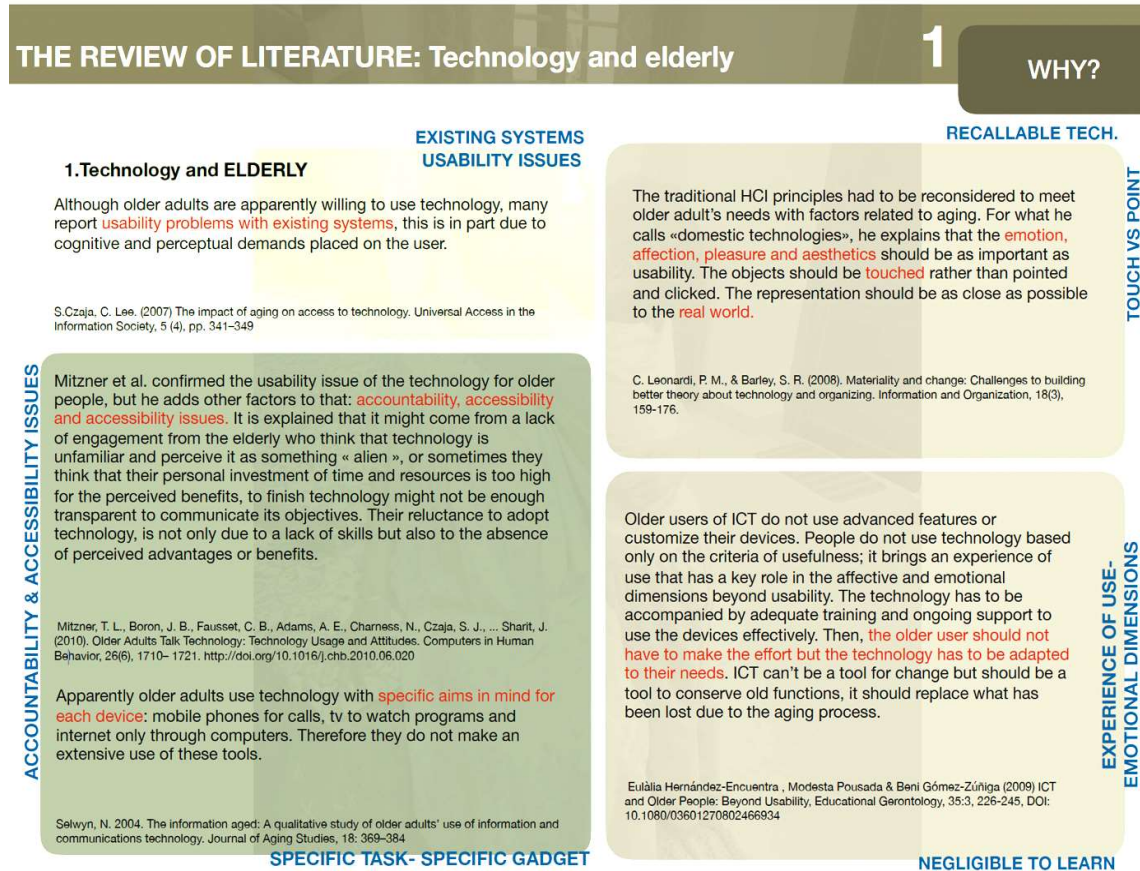 THE REVIEW OF LITERATURE: Technology and elderly
1
WHY?
EXISTING SYSTEMS
USABILITY ISSUES
1.Technology and ELDERLY
Although older adults are apparently willing to use technology, many
report usability problems with existing systems, this is in part due to
cognitive and perceptual demands placed on the user.
S.Czaja, C. Lee. (2007) The impact of aging on access to technology. Universal Access in the
Information Society, 5 (4), pp. 341–349
ACCOUNTABILITY & ACCESSIBILITY ISSUES
Mitzner et al. confirmed the usability issue of the technology for older
people, but he adds other factors to that: accountability, accessibility
and accessibility issues. It is explained that it might come from a lack
of engagement from the elderly who think that technology is
unfamiliar and perceive it as something « alien », or sometimes they
think that their personal investment of time and resources is too high
for the perceived benefits, to finish technology might not be enough
transparent to communicate its objectives. Their reluctance to adopt
technology, is not only due to a lack of skills but also to the absence
of perceived advantages or benefits.
Mitzner, T. L., Boron, J. B., Fausset, C. B., Adams, A. E., Charness, N., Czaja, S. J., ... Sharit, J.
(2010). Older Adults Talk Technology: Technology Usage and Attitudes. Computers in Human
Behavior, 26(6), 1710– 1721. http://doi.org/10.1016/j.chb.2010.06.020
Apparently older adults use technology with specific aims in mind for
each device: mobile phones for calls, tv to watch programs and
internet only through computers. Therefore they do not make an
extensive use of these tools.
Selwyn, N. 2004. The information aged: A qualitative study of older adults’ use of information and
communications technology. Journal of Aging Studies, 18: 369–384
SPECIFIC TASK- SPECIFIC GADGET
RECALLABLE TECH.
The traditional HCI principles had to be reconsidered to meet
older adult’s needs with factors related to aging. For what he
calls «domestic technologies», he explains that the emotion,
affection, pleasure and aesthetics should be as important as
usability. The objects should be touched rather than pointed
and clicked. The representation should be as close as possible
to the real world.
C. Leonardi, P. M., & Barley, S. R. (2008). Materiality and change: Challenges to building
better theory about technology and organizing. Information and Organization, 18(3),
159-176.
TOUCH VS POINT
Older users of ICT do not use advanced features or
customize their devices. People do not use technology based
only on the criteria of usefulness; it brings an experience of
use that has a key role in the affective and emotional
dimensions beyond usability. The technology has to be
accompanied by adequate training and ongoing support to
use the devices effectively. Then, the older user should not
have to make the effort but the technology has to be adapted
to their needs. ICT can’t be a tool for change but should be a
tool to conserve old functions, it should replace what has
been lost due to the aging process.
Eulàlia Hernández-Encuentra , Modesta Pousada & Beni Gómez-Zúñiga (2009) ICT
and Older People: Beyond Usability, Educational Gerontology, 35:3, 226-245, DOI:
10.1080/03601270802466934
EXPERIENCE OF USE-
EMOTIONAL DIMENSIONS
NEGLIGIBLE TO LEARN